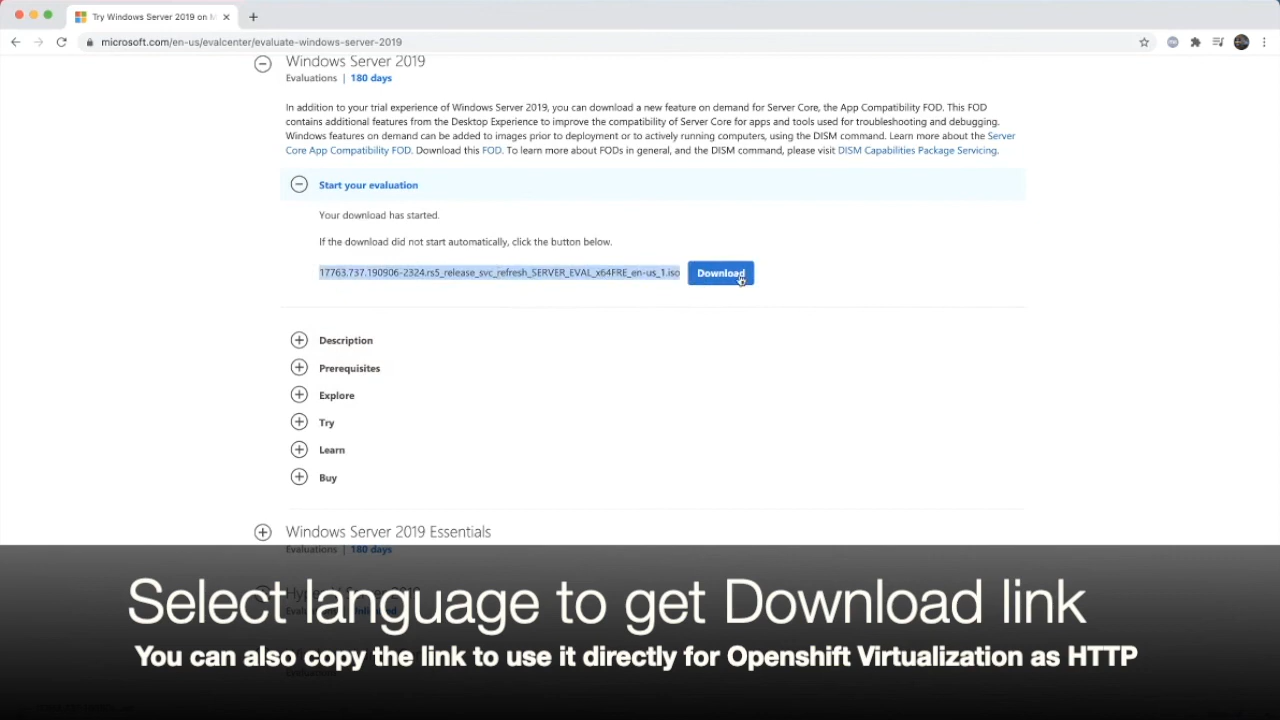 Try Windows Server 2019 on M
microsoft.com/en-us/evalcenter/evaluate-windows-server-2019
Windows Server 2019
Evaluations | 180 days
In addition to your trial experience of Windows Server 2019, you can download a new feature on demand for Server Core, the App Compatibility FOD. This FOD
contains additional features from the Desktop Experience to improve the compatibility of Server Core for apps and tools used for troubleshooting and debugging.
Windows features on demand can be added to images prior to deployment or to actively running computers, using the DISM command. Learn more about the Server
Core App Compatibility FOD. Download this FOD. To learn more about FODs in general, and the DISM command, please visit DISM Capabilities Package Servicing.
Start your evaluation
Your download has started.
If the download did not start automatically, click the button below.
17763.737.190906-2324.rs5_release_svc_refresh_SERVER_EVAL_x64FRE_en-us_1.iso Download
Description
Prerequisites
Explore
Try
Learn
Buy
Windows Server 2019 Essentials
Evaluations | 180 days
Select language to get Download link
You can also copy the link to use it directly for Openshift Virtualization as HTTP